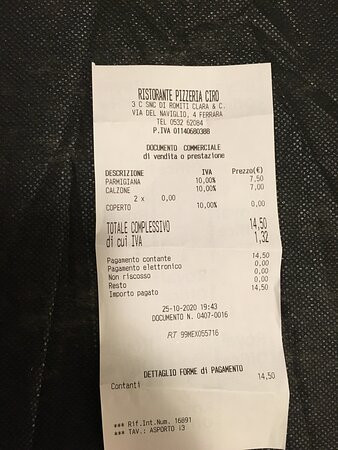 RISTORANTE PIZZERIA CIRO
3 C SNC DI ROMITI CLARA & C.
VIA DEL NAVIGLIO, 4 FERRARA
TEL 0532 62084
P.IVA 01140680388
DOCUMENTO COMMERCIALE
di vendita o prestazione
DESCRIZIONE IVA Prezzo(€)
PARMIGIANA 10,00% 7,50
CALZONE 10,00% 7,00
2 x 0,00
COPERTO 10,00% 0,00
TOTALE COMPLESSIVO 14,50
di cui IVA 1,32
Pagamento contante 14,50
Pagamento elettronico 0,00
Non riscosso 0,00
Resto 0,00
Importo pagato 14,50
25-10-2020 19:43
DOCUMENTO N. 0407-0016
RT 99MEX055716
DETTAGLIO FORME di PAGAMENTO
Contanti 14,50
*** Rif.Int.Num. 16891
*** TAV.: ASPORTO 13